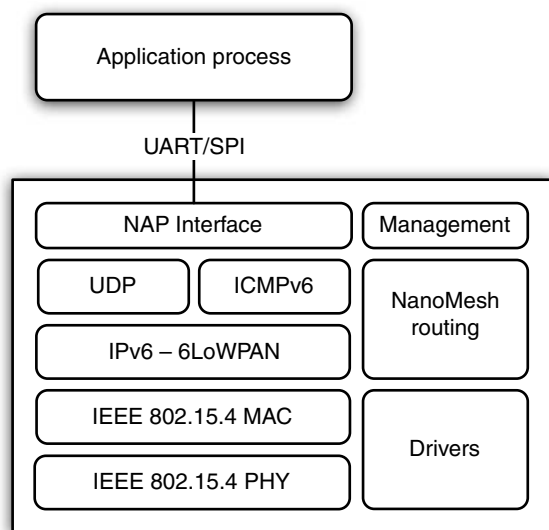 Application process
UART/SPI
NAP Interface
Management
UDP
ICMPv6
NanoMesh
routing
IPv6 – 6LoWPAN
IEEE 802.15.4 MAC
Drivers
IEEE 802.15.4 PHY